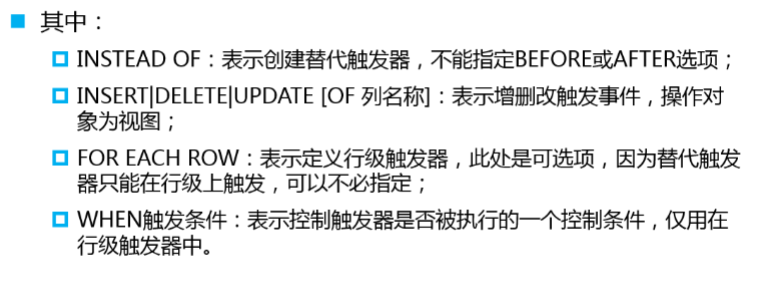 其中：
INSTEAD OF：表示创建替代触发器，不能指定BEFORE或AFTER选项；
INSERT|DELETE|UPDATE [OF 列名称]：表示增删改触发事件，操作对
象为视图；
FOR EACH ROW：表示定义行级触发器，此处是可选项，因为替代触发
器只能在行级上触发，可以不必指定；
WHEN触发条件：表示控制触发器是否被执行的一个控制条件，仅用在
行级触发器中。